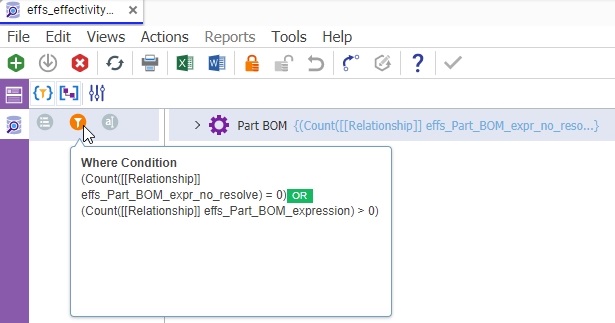 effs_effectivity...
File Edit Views Actions Reports Tools Help
Part BOM {(Count([[Relationship]] effs_Part_BOM_expr_no_reso...}
Where Condition
(Count([[Relationship]]
effs_Part_BOM_expr_no_resolve) = 0) OR
(Count([[Relationship]] effs_Part_BOM_expression) > 0)